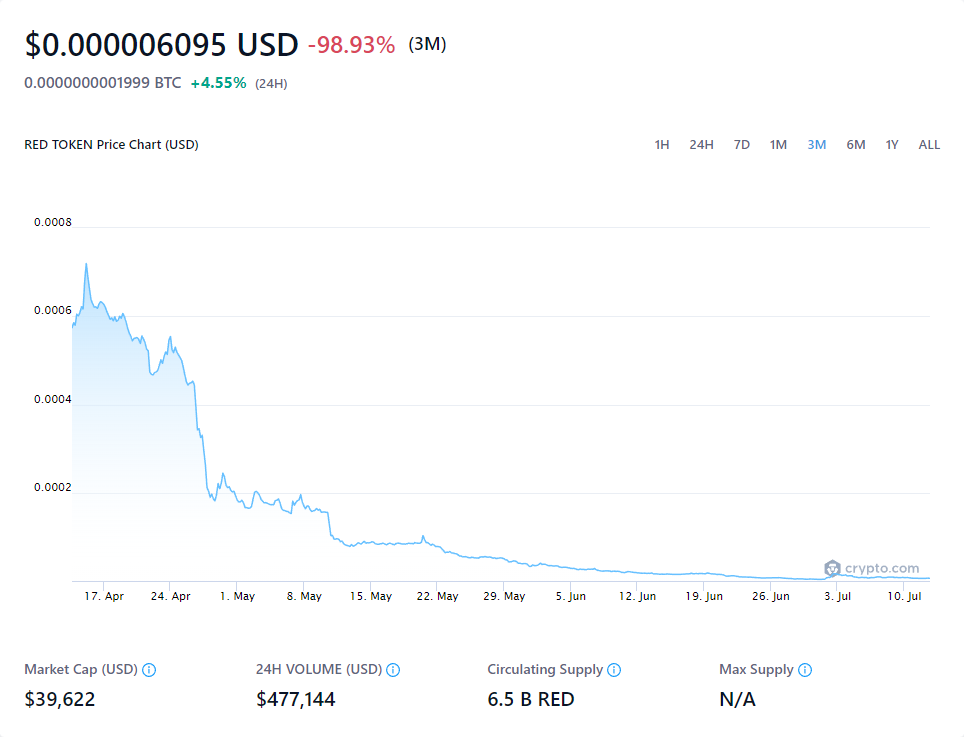 $0.000006095 USD -98.93% (3M)
0.0000000001999 BTC +4.55% (24H)
RED TOKEN Price Chart (USD)
1H 24H 7D 1M 3M 6M 1Y ALL
0.0008
0.0006
0.0004
0.0002
crypto.com
17. Apr 24. Apr 1. May 8. May 15. May 22. May 29. May 5. Jun 12. Jun 19. Jun 26. Jun 3. Jul 10. Jul
Market Cap (USD) 24H VOLUME (USD) Circulating Supply Max Supply
$39,622 $477,144 6.5 B RED N/A